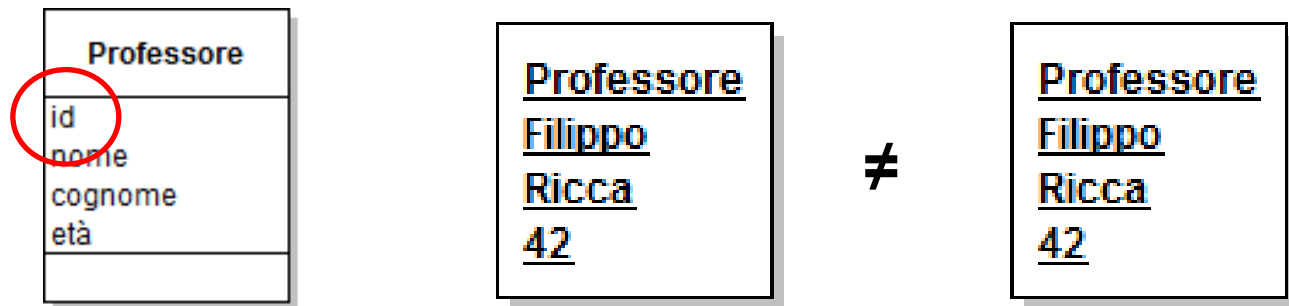 Professore
id
nome
cognome
età
Professore
Filippo
Ricca
42
≠
Professore
Filippo
Ricca
42